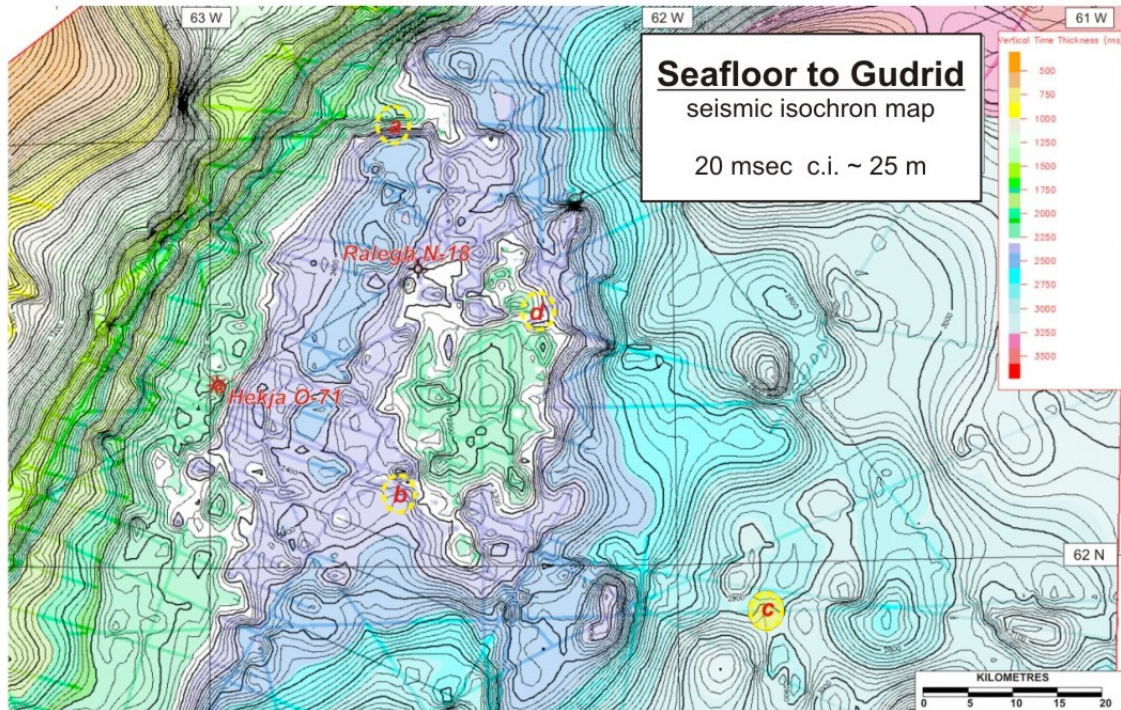 63 W
62 W
61 W
Seafloor to Gudrid
seismic isochron map
20 msec c.i. ~ 25 m
Vertical Time Thickness (ms)
500
750
1000
1250
1500
1750
2000
2250
2500
2750
3000
3250
3500
a
Ralegh N-18
d
Hekja O-71
b
62 N
c
2800
KILOMETRES
0 5 10 15 20